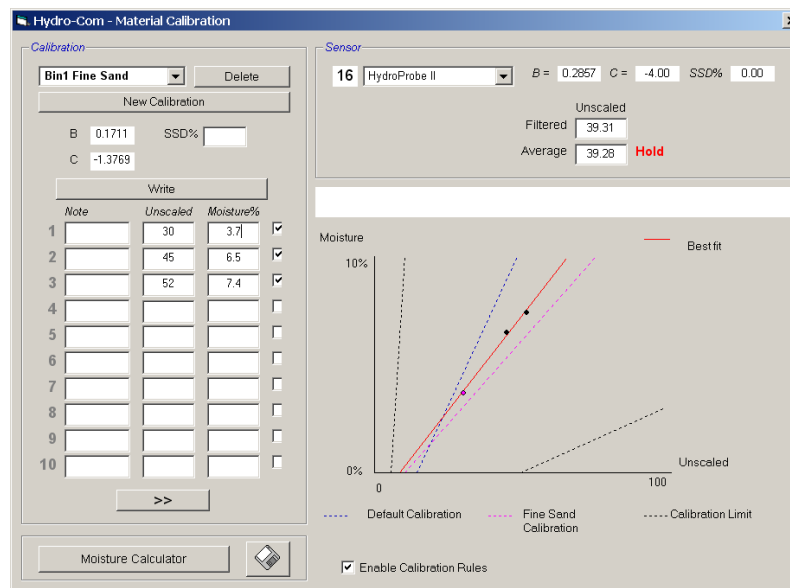 Hydro-Com - Material Calibration
Calibration
Bin1 Fine Sand
Delete
New Calibration
B 0.1711 SSD%
C -1.3769
Write
Note Unscaled Moisture%
1 30 3.7
2 45 6.5
3 52 7.4
4
5
6
7
8
9
10
>>
Moisture Calculator
Sensor
16 HydroProbe II B = 0.2857 C = -4.00 SSD% 0.00
Unscaled
Filtered 39.31
Average 39.28 Hold
Moisture
Best fit
10%
0%
Unscaled
0
100
Default Calibration
Fine Sand
Calibration
Calibration Limit
Enable Calibration Rules